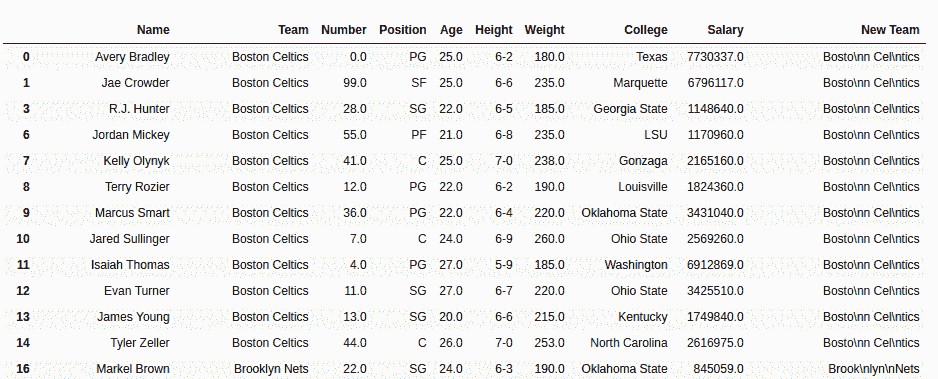 Name Team Number Position Age Height Weight College Salary New Team
0 Avery Bradley Boston Celtics 0.0 PG 25.0 6-2 180.0 Texas 7730337.0 Bosto\nn Cel\ntics
1 Jae Crowder Boston Celtics 99.0 SF 25.0 6-6 235.0 Marquette 6796117.0 Bosto\nn Cel\ntics
3 R.J. Hunter Boston Celtics 28.0 SG 22.0 6-5 185.0 Georgia State 1148640.0 Bosto\nn Cel\ntics
6 Jordan Mickey Boston Celtics 55.0 PF 21.0 6-8 235.0 LSU 1170960.0 Bosto\nn Cel\ntics
7 Kelly Olynyk Boston Celtics 41.0 C 25.0 7-0 238.0 Gonzaga 2165160.0 Bosto\nn Cel\ntics
8 Terry Rozier Boston Celtics 12.0 PG 22.0 6-2 190.0 Louisville 1824360.0 Bosto\nn Cel\ntics
9 Marcus Smart Boston Celtics 36.0 PG 22.0 6-4 220.0 Oklahoma State 3431040.0 Bosto\nn Cel\ntics
10 Jared Sullinger Boston Celtics 7.0 C 24.0 6-9 260.0 Ohio State 2569260.0 Bosto\nn Cel\ntics
11 Isaiah Thomas Boston Celtics 4.0 PG 27.0 5-9 185.0 Washington 6912869.0 Bosto\nn Cel\ntics
12 Evan Turner Boston Celtics 11.0 SG 27.0 6-7 220.0 Ohio State 3425510.0 Bosto\nn Cel\ntics
13 James Young Boston Celtics 13.0 SG 20.0 6-6 215.0 Kentucky 1749840.0 Bosto\nn Cel\ntics
14 Tyler Zeller Boston Celtics 44.0 C 26.0 7-0 253.0 North Carolina 2616975.0 Bosto\nn Cel\ntics
16 Markel Brown Brooklyn Nets 22.0 SG 24.0 6-3 190.0 Oklahoma State 845059.0 Brook\nlyn\nNets